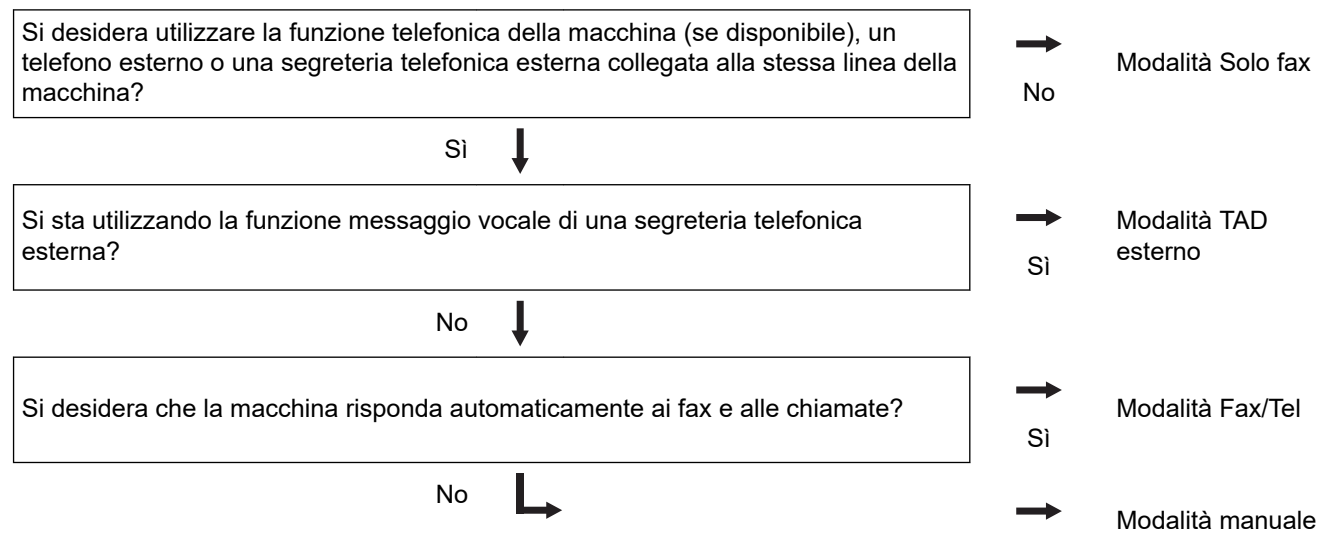 Si desidera utilizzare la funzione telefonica della macchina (se disponibile), un
telefono esterno o una segreteria telefonica esterna collegata alla stessa linea della
macchina?
No
Modalità Solo fax
Sì
Si sta utilizzando la funzione messaggio vocale di una segreteria telefonica
esterna?
Sì
Modalità TAD
esterno
No
Si desidera che la macchina risponda automaticamente ai fax e alle chiamate?
Sì
Modalità Fax/Tel
No
Modalità manuale